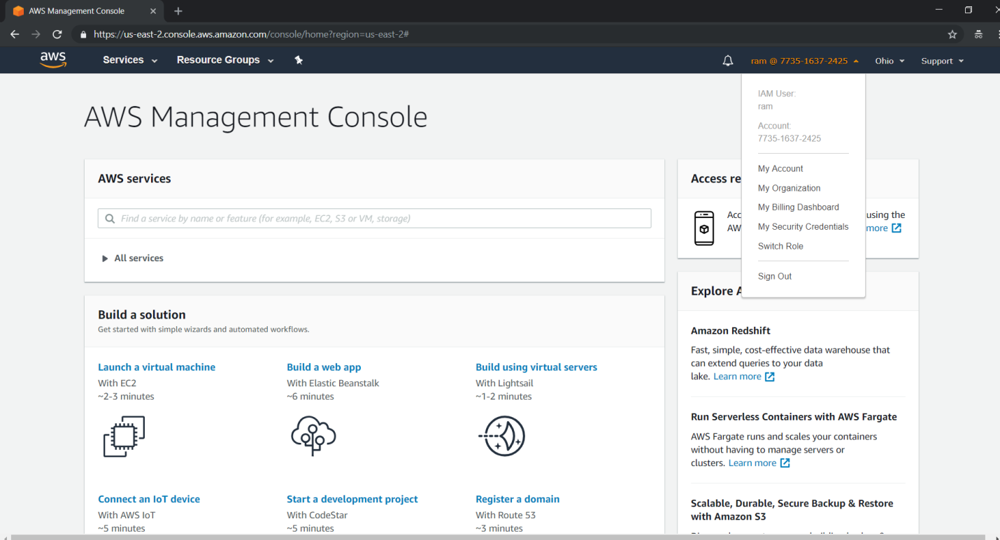 AWS Management Console
https://us-east-2.console.aws.amazon.com/console/home?region=us-east-2#
aws
Services
Resource Groups
ram @ 7735-1637-2425
Ohio
Support
IAM User:
ram
Account:
7735-1637-2425
My Account
My Organization
My Billing Dashboard
My Security Credentials
Switch Role
Sign Out
AWS Management Console
AWS services
Find a service by name or feature (for example, EC2, S3 or VM, storage)
All services
Build a solution
Get started with simple wizards and automated workflows.
Launch a virtual machine
With EC2
~2-3 minutes
Build a web app
With Elastic Beanstalk
~6 minutes
Build using virtual servers
With Lightsail
~1-2 minutes
Connect an IoT device
With AWS IoT
~5 minutes
Start a development project
With CodeStar
~5 minutes
Register a domain
With Route 53
~3 minutes
Access re
Acc
using the
AW
more
Explore A
Amazon Redshift
Fast, simple, cost-effective data warehouse that
can extend queries to your data
lake. Learn more
Run Serverless Containers with AWS Fargate
AWS Fargate runs and scales your containers
without having to manage servers or
clusters. Learn more
Scalable, Durable, Secure Backup & Restore
with Amazon S3